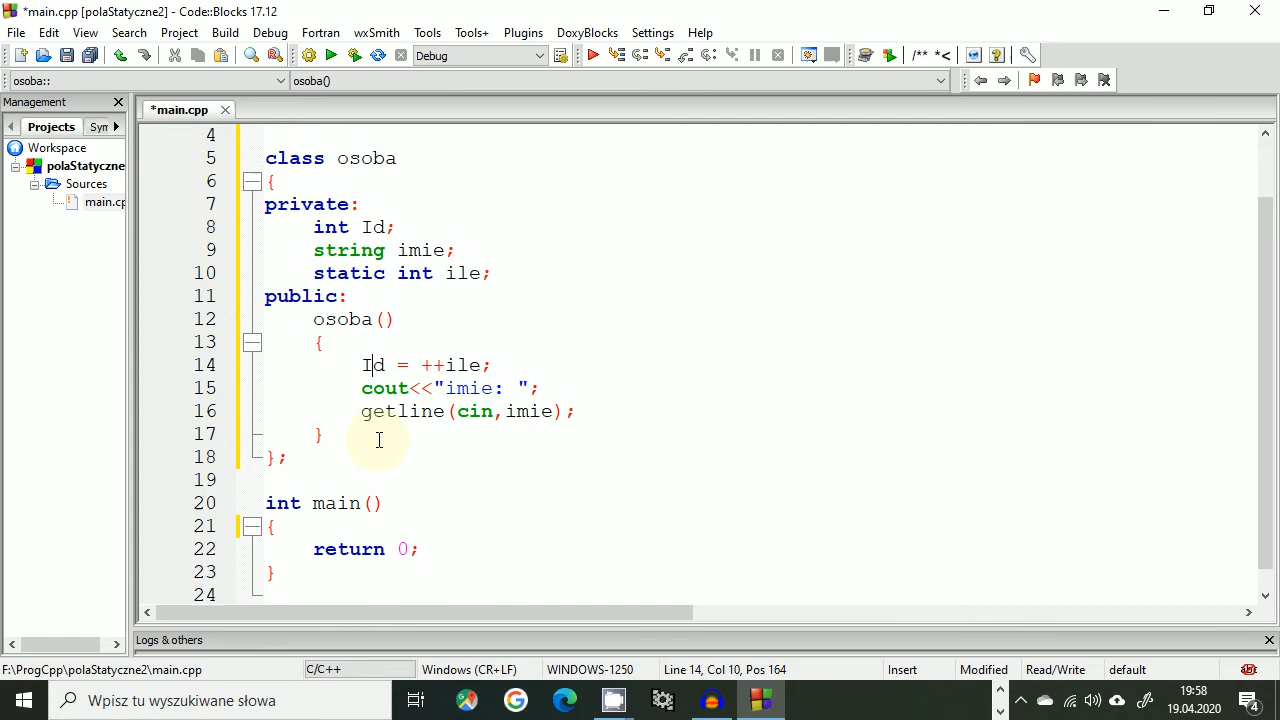 *main.cpp [polaStatyczne2] - Code::Blocks 17.12
File Edit View Search Project Build Debug Fortran wxSmith Tools Tools+ Plugins DoxyBlocks Settings Help
Debug
/** *<
osoba:: osoba()
Management
*main.cpp
Projects Syn
Workspace
polaStatyczne
Sources
main.cp
4
5 class osoba
6 {
7 private:
8 int Id;
9 string imie;
10 static int ile;
11 public:
12 osoba()
13 {
14 Id = ++ile;
15 cout<<"imie: ";
16 getline(cin,imie);
17 }
18 };
19
20 int main()
21 {
22 return 0;
23 }
24
Logs & others
F:\ProgCpp\polaStatyczne2\main.cpp C/C++ Windows (CR+LF) WINDOWS-1250 Line 14, Col 10, Pos 164 Insert Modified Read/Write default
Wpisz tu wyszukiwane słowa
19:58
19.04.2020
4